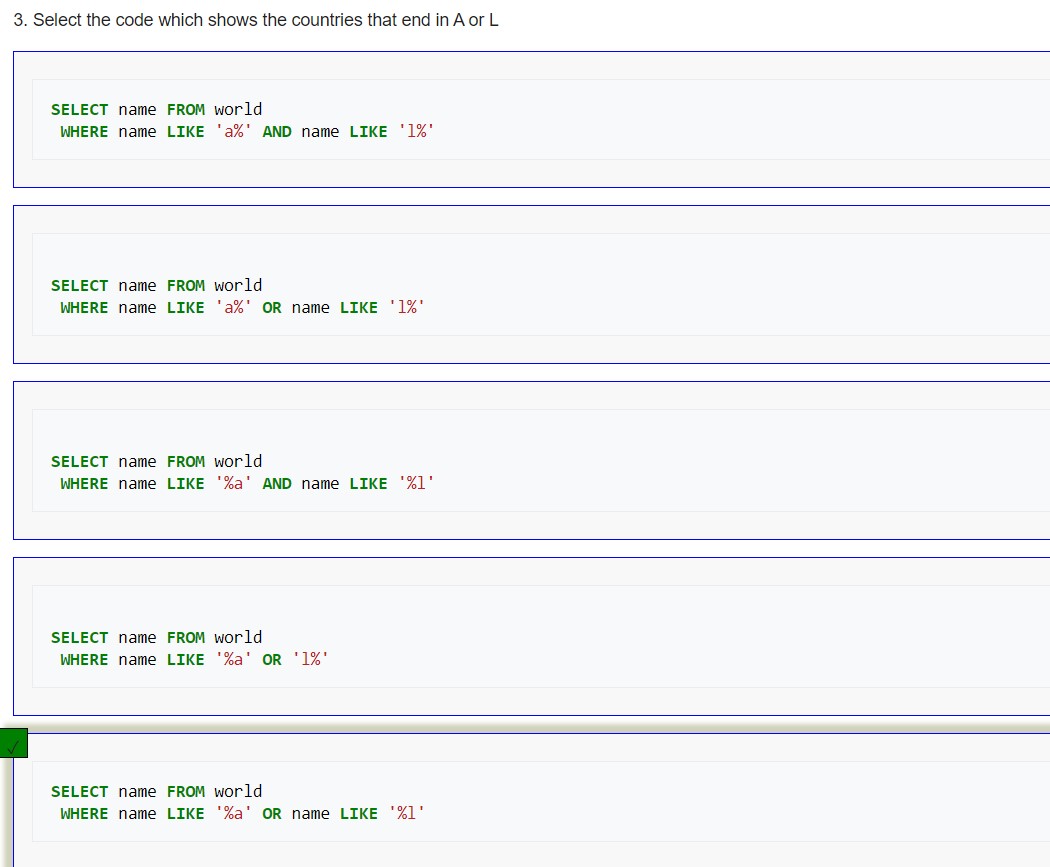 3. Select the code which shows the countries that end in A or L
SELECT name FROM world
WHERE name LIKE 'a%' AND name LIKE 'l%'
SELECT name FROM world
WHERE name LIKE 'a%' OR name LIKE 'l%'
SELECT name FROM world
WHERE name LIKE '%a' AND name LIKE '%l'
SELECT name FROM world
WHERE name LIKE '%a' OR 'l%'
✓
SELECT name FROM world
WHERE name LIKE '%a' OR name LIKE '%l'